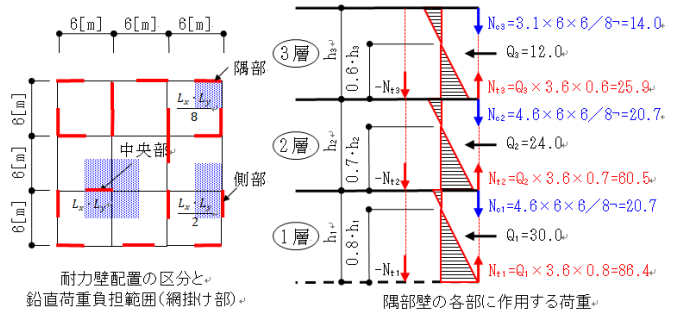 6[m] 6[m] 6[m]
6[m]
6[m]
6[m]
隅部
Lx・Ly
8
中央部
側部
Lx・Ly
Lx・Ly
2
耐力壁配置の区分と
鉛直荷重負担範囲(網掛け部)
3層
h3
0.6・h3
-Nt3
Nc3=3.1×6×6/8=14.0
Q3=12.0
Nt3=Q3×3.6×0.6=25.9
2層
h2
0.7・h2
-Nt2
Nc2=4.6×6×6/8=20.7
Q2=24.0
Nt2=Q2×3.6×0.7=60.5
1層
h1
0.8・h1
-Nt1
Nc1=4.6×6×6/8=20.7
Q1=30.0
Nt1=Q1×3.6×0.8=86.4
隅部壁の各部に作用する荷重